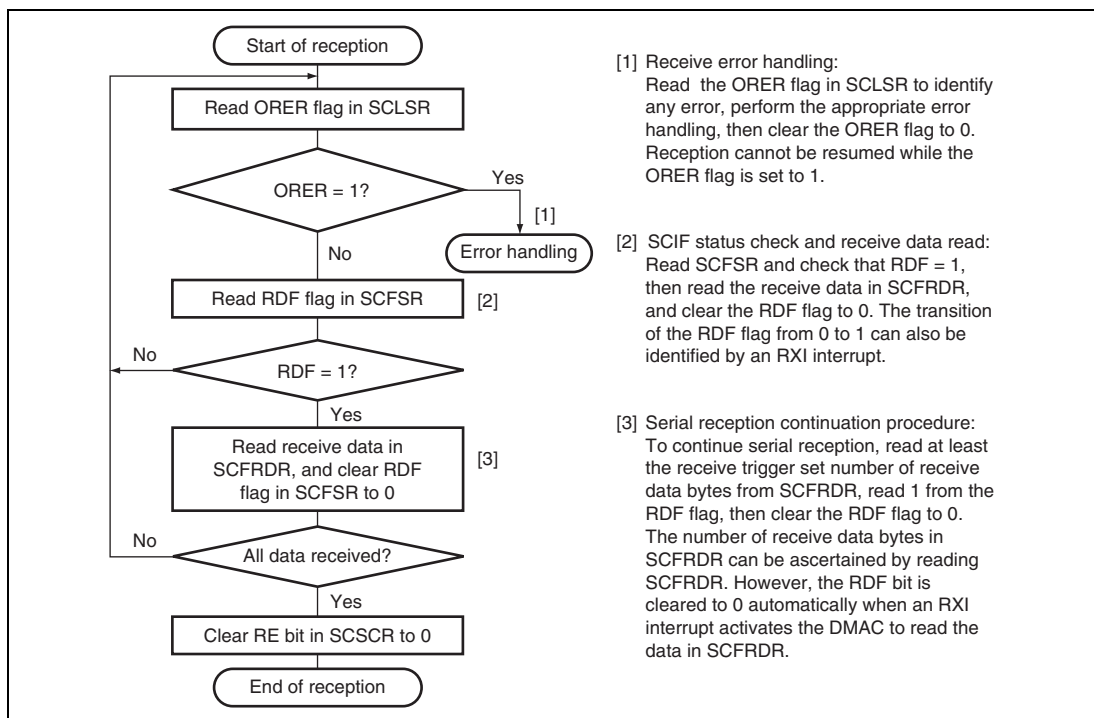 Start of reception
Read ORER flag in SCLSR
ORER = 1?
Yes
[1]
Error handling
No
Read RDF flag in SCFSR
[2]
No
RDF = 1?
Yes
Read receive data in
SCFRDR, and clear RDF
flag in SCFSR to 0
[3]
No
All data received?
Yes
Clear RE bit in SCSCR to 0
End of reception
[1] Receive error handling:
Read the ORER flag in SCLSR to identify
any error, perform the appropriate error
handling, then clear the ORER flag to 0.
Reception cannot be resumed while the
ORER flag is set to 1.
[2] SCIF status check and receive data read:
Read SCFSR and check that RDF = 1,
then read the receive data in SCFRDR,
and clear the RDF flag to 0. The transition
of the RDF flag from 0 to 1 can also be
identified by an RXI interrupt.
[3] Serial reception continuation procedure:
To continue serial reception, read at least
the receive trigger set number of receive
data bytes from SCFRDR, read 1 from the
RDF flag, then clear the RDF flag to 0.
The number of receive data bytes in
SCFRDR can be ascertained by reading
SCFRDR. However, the RDF bit is
cleared to 0 automatically when an RXI
interrupt activates the DMAC to read the
data in SCFRDR.